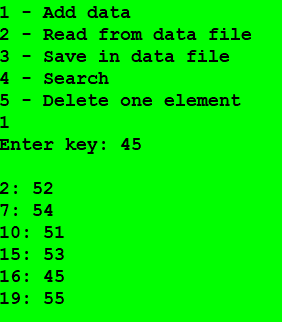 1 - Add data
2 - Read from data file
3 - Save in data file
4 - Search
5 - Delete one element
1
Enter key: 45

2: 52
7: 54
10: 51
15: 53
16: 45
19: 55